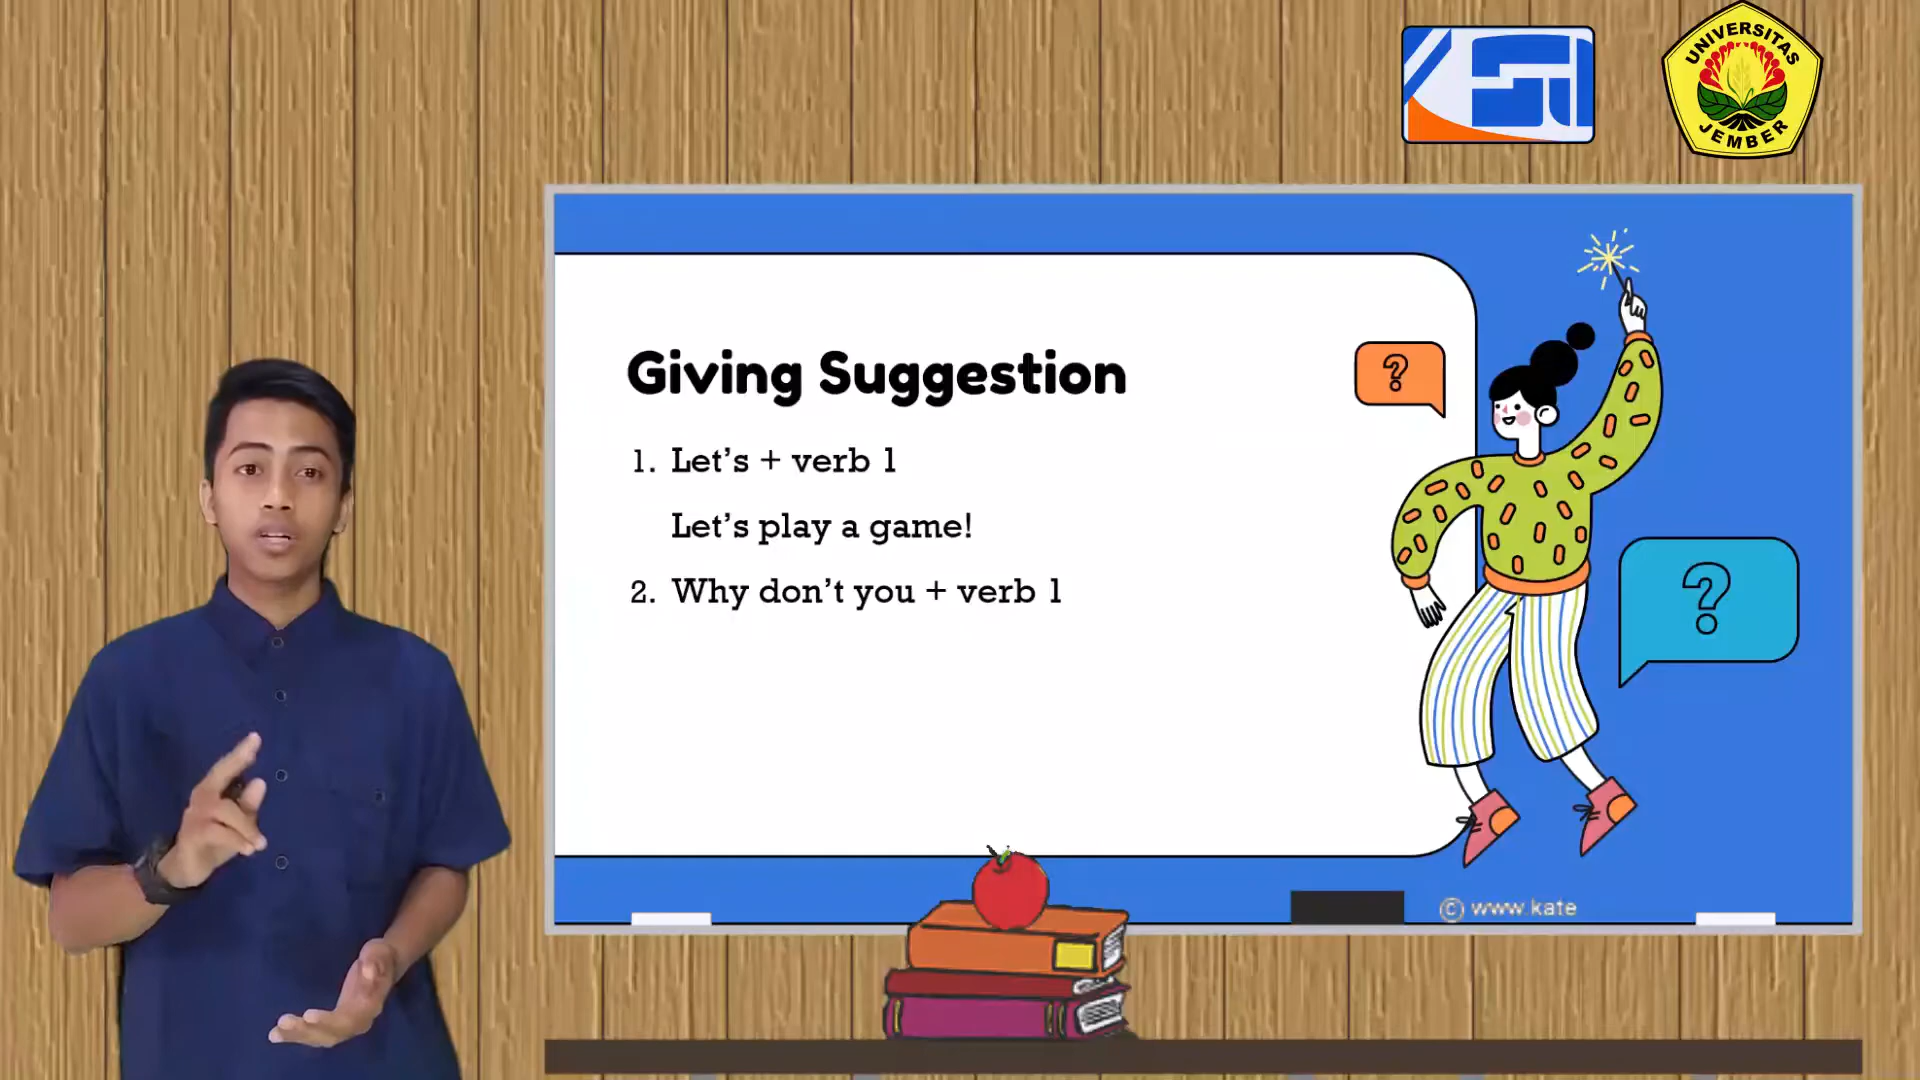 UNIVERSITAS
JEMBER
Giving Suggestion
?
1. Let's + verb 1
Let's play a game!
2. Why don't you + verb 1
?
© www.kate